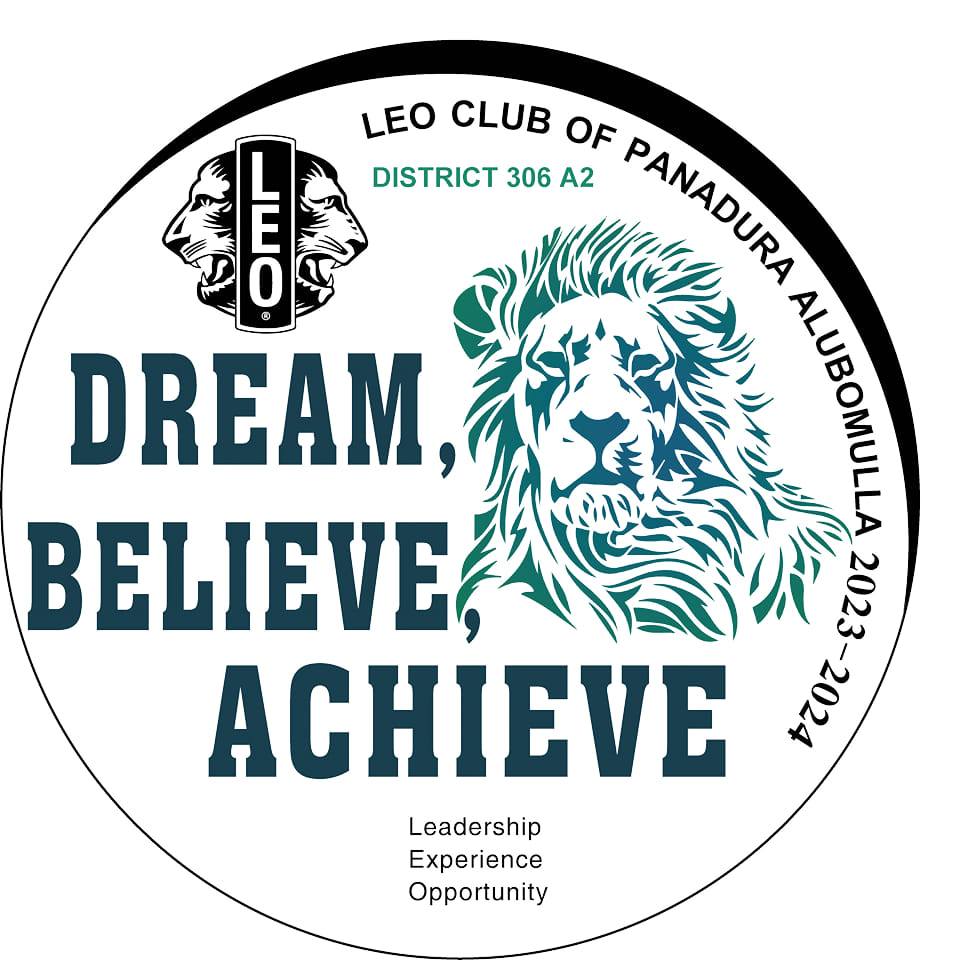 LEO CLUB OF PANADURA ALUBOMULLA 2023-2024
DISTRICT 306 A2
LEO®
DREAM,
BELIEVE,
ACHIEVE
Leadership
Experience
Opportunity